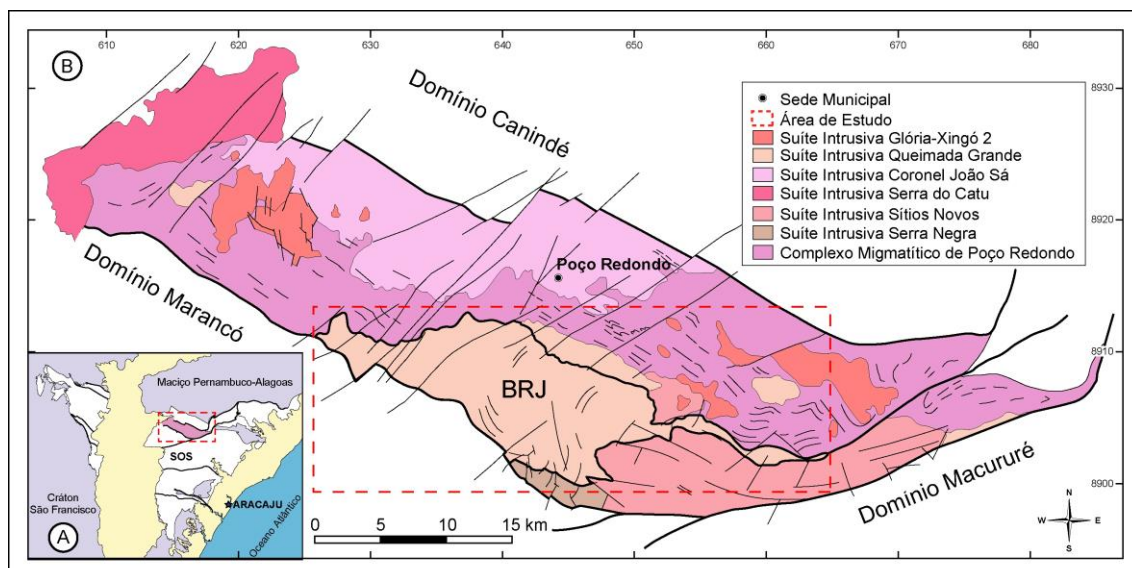 610 620 630 640 650 660 670 680
B
Domínio Canindé
8930
8920
8910
8900
Sede Municipal
Área de Estudo
Suíte Intrusiva Glória-Xingó 2
Suíte Intrusiva Queimada Grande
Suíte Intrusiva Coronel João Sá
Suíte Intrusiva Serra do Catu
Suíte Intrusiva Sítios Novos
Suíte Intrusiva Serra Negra
Complexo Migmatítico de Poço Redondo
Poço Redondo
Domínio Marancó
BRJ
Domínio Macururé
Maciço Pernambuco-Alagoas
SOS
Cráton
São Francisco
ARACAJU
Oceano Atlântico
A
0 5 10 15 km
N
W E
S